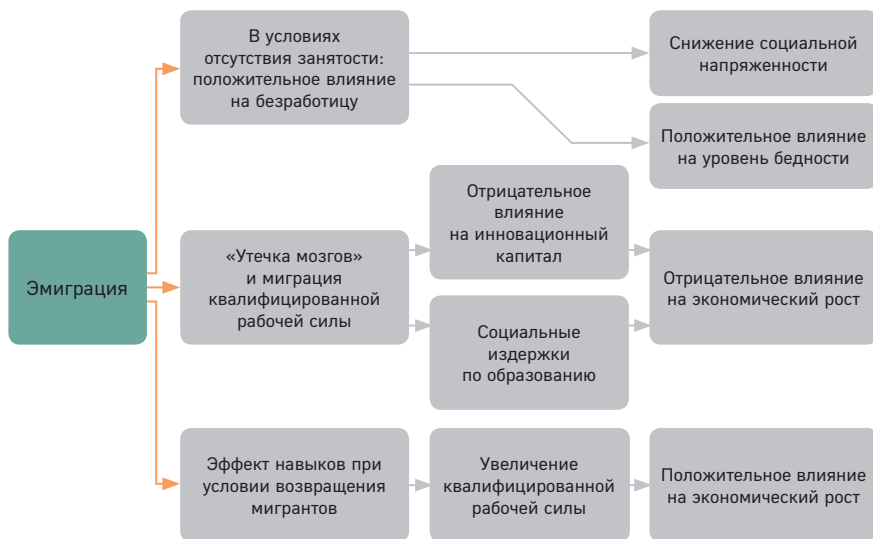 В условиях
отсутствия занятости:
положительное влияние
на безработицу
Снижение социальной
напряженности
Положительное влияние
на уровень бедности
Эмиграция
«Утечка мозгов»
и миграция
квалифицированной
рабочей силы
Отрицательное
влияние
на инновационный
капитал
Социальные
издержки
по образованию
Отрицательное влияние
на экономический рост
Эффект навыков при
условии возвращения
мигрантов
Увеличение
квалифицированной
рабочей силы
Положительное влияние
на экономический рост